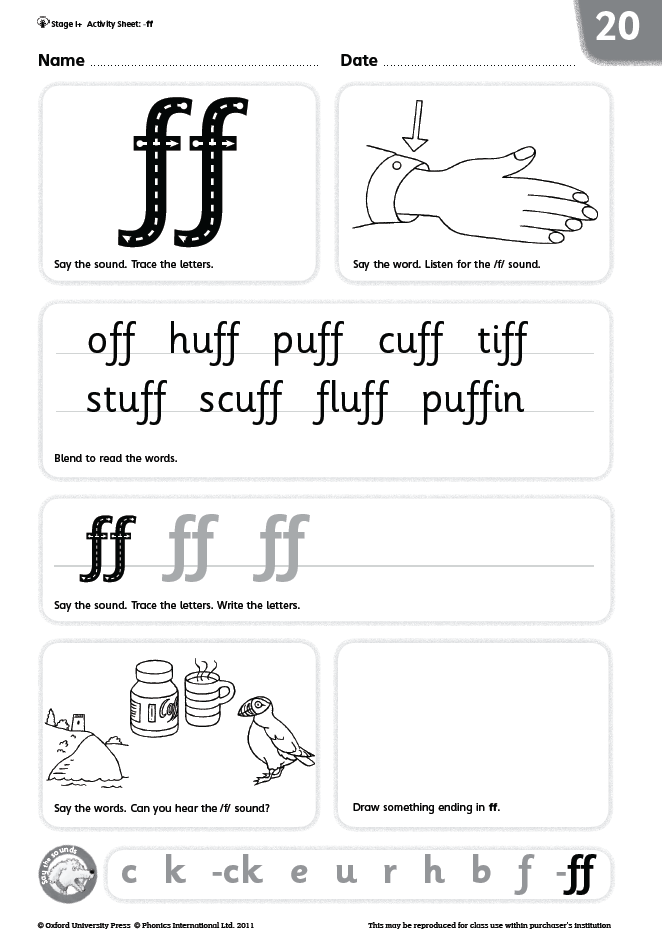 Stage 1+ Activity Sheet: -ff
20
Name
Date
ff
Say the sound. Trace the letters.
Say the word. Listen for the /f/ sound.
off huff puff cuff tiff
stuff scuff fluff puffin
Blend to read the words.
ff ff ff
Say the sound. Trace the letters. Write the letters.
Say the words. Can you hear the /f/ sound?
Draw something ending in ff.
Say the sounds
c k -ck e u r h b f -ff
© Oxford University Press © Phonics International Ltd. 2011
This may be reproduced for class use within purchaser's institution